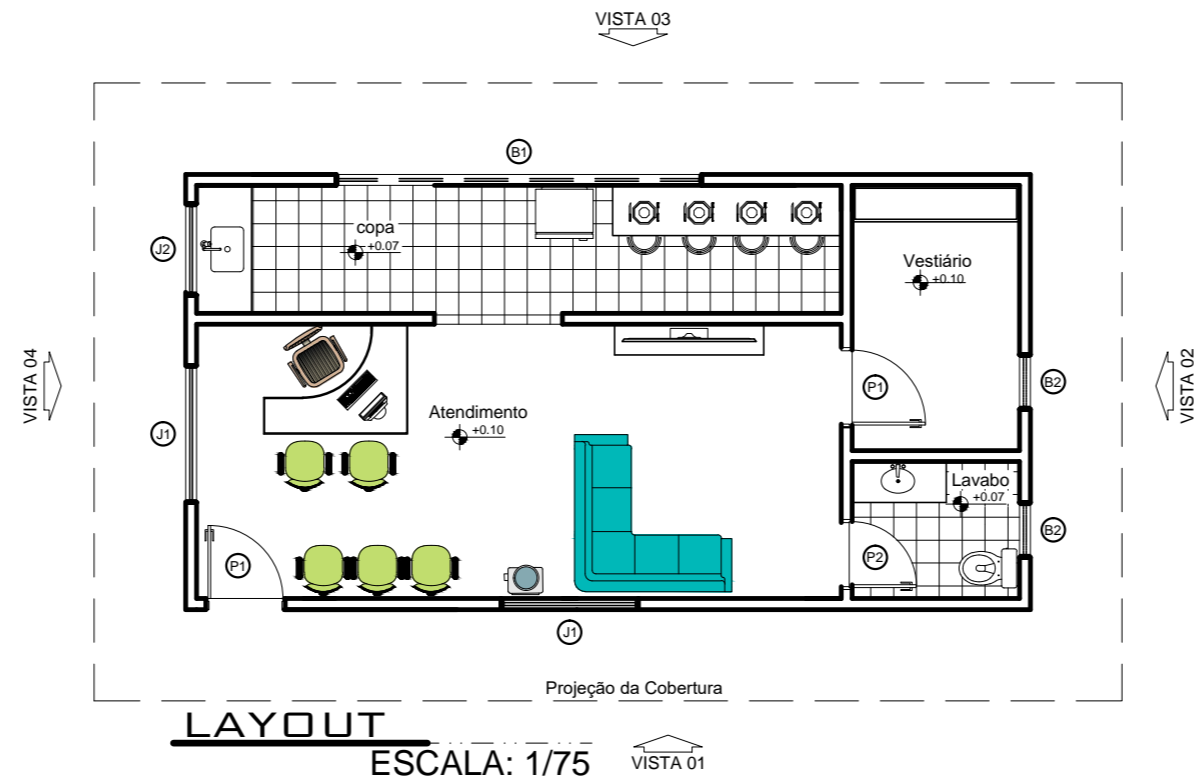 VISTA 03
B1
copa
+0.07
J2
Vestiário
+0.10
VISTA 04
VISTA 02
P1
B2
J1
Atendimento
+0.10
Lavabo
+0.07
B2
P1
P2
J1
Projeção da Cobertura
LAYOUT
ESCALA: 1/75
VISTA 01